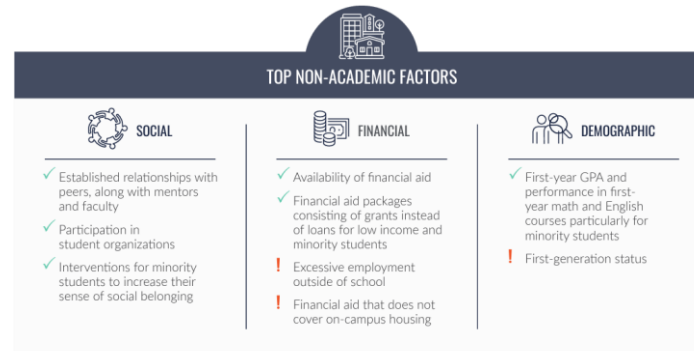 TOP NON-ACADEMIC FACTORS
SOCIAL
Established relationships with
peers, along with mentors
and faculty
Participation in
student organizations
Interventions for minority
students to increase their
sense of social belonging
FINANCIAL
Availability of financial aid
Financial aid packages
consisting of grants instead
of loans for low income and
minority students
Excessive employment
outside of school
Financial aid that does not
cover on-campus housing
DEMOGRAPHIC
First-year GPA and
performance in first-
year math and English
courses particularly for
minority students
First-generation status